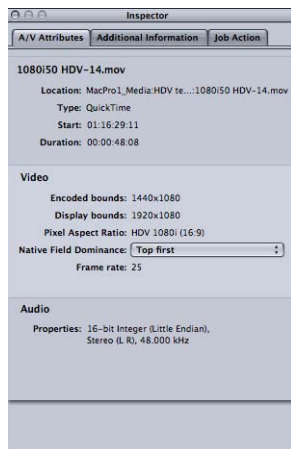 Inspector
A/V Attributes Additional Information Job Action
1080i50 HDV-14.mov
Location: MacPro1_Media:HDV te...:1080i50 HDV-14.mov
Type: QuickTime
Start: 01:16:29:11
Duration: 00:00:48:08
Video
Encoded bounds: 1440x1080
Display bounds: 1920x1080
Pixel Aspect Ratio: HDV 1080i (16:9)
Native Field Dominance: Top first
Frame rate: 25
Audio
Properties: 16-bit Integer (Little Endian),
Stereo (L R), 48.000 kHz